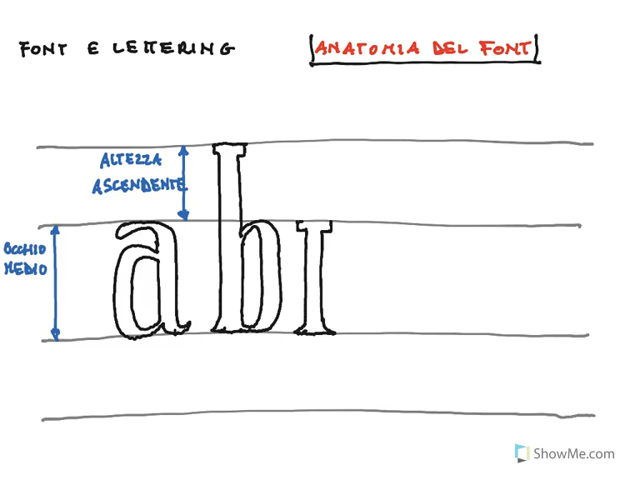 FONT E LETTERING
ANATOMIA DEL FONT
ALTEZZA
ASCENDENTE
OCCHIO
MEDIO
abı
ShowMe.com